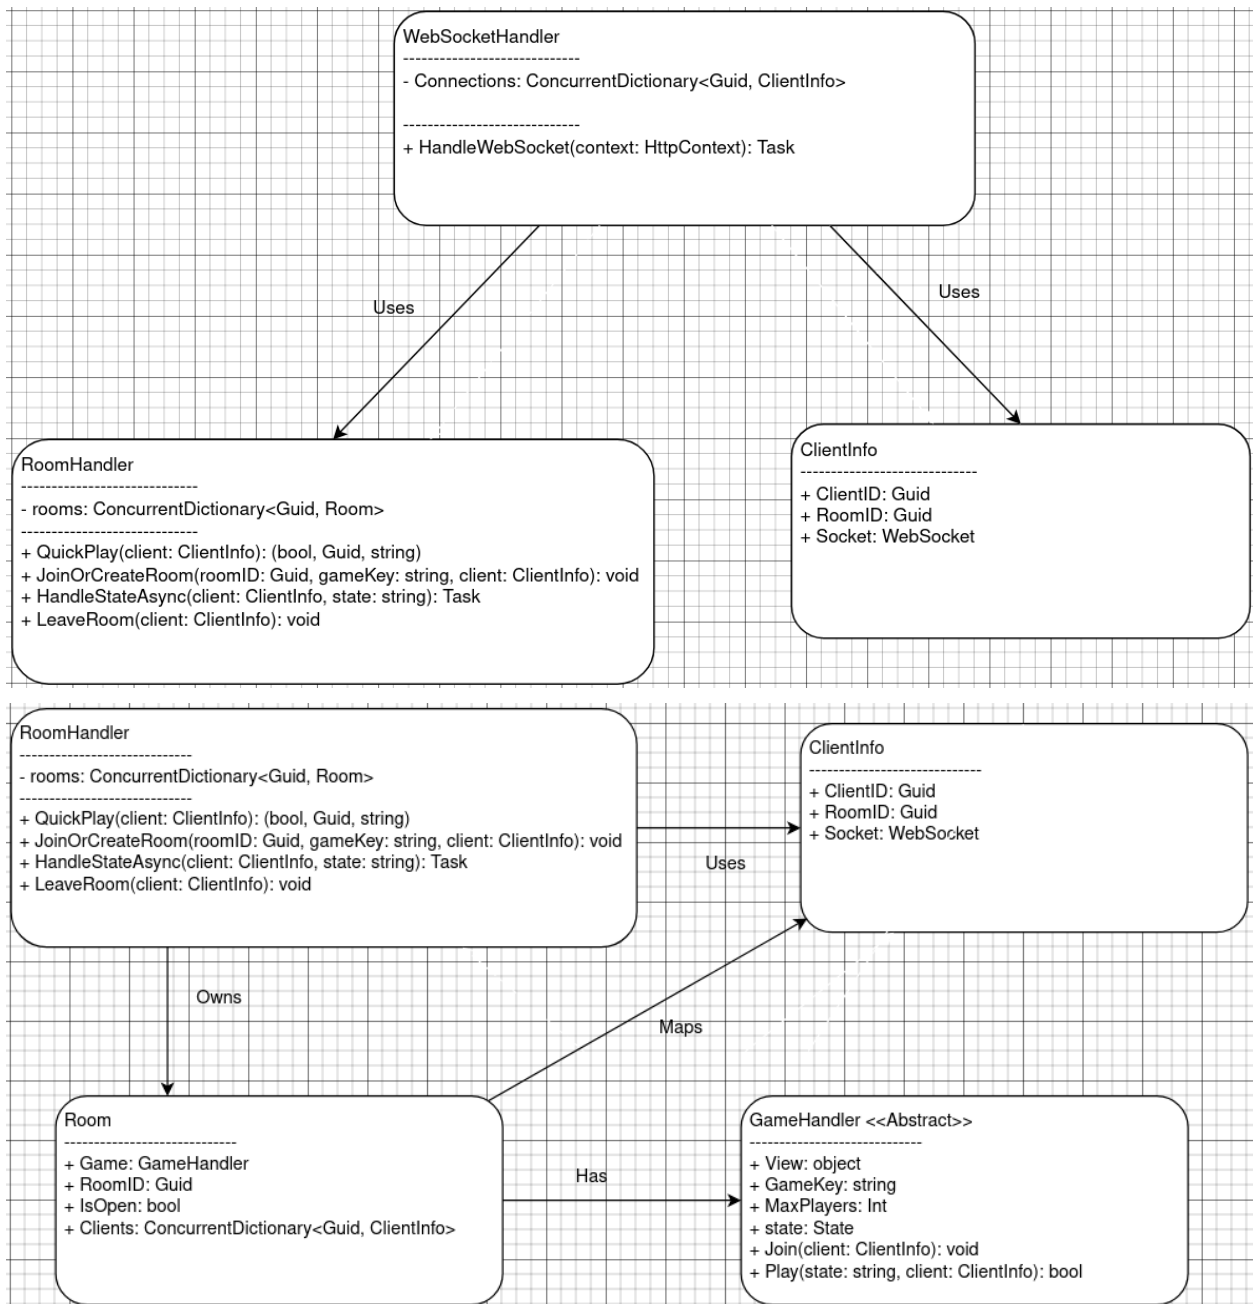 WebSocketHandler
-----------------------------
- Connections: ConcurrentDictionary<Guid, ClientInfo>
-----------------------------
+ HandleWebSocket(context: HttpContext): Task
Uses
Uses
RoomHandler
-----------------------------
- rooms: ConcurrentDictionary<Guid, Room>
-----------------------------
+ QuickPlay(client: ClientInfo): (bool, Guid, string)
+ JoinOrCreateRoom(roomID: Guid, gameKey: string, client: ClientInfo): void
+ HandleStateAsync(client: ClientInfo, state: string): Task
+ LeaveRoom(client: ClientInfo): void
ClientInfo
-----------------------------
+ ClientID: Guid
+ RoomID: Guid
+ Socket: WebSocket
RoomHandler
-----------------------------
- rooms: ConcurrentDictionary<Guid, Room>
-----------------------------
+ QuickPlay(client: ClientInfo): (bool, Guid, string)
+ JoinOrCreateRoom(roomID: Guid, gameKey: string, client: ClientInfo): void
+ HandleStateAsync(client: ClientInfo, state: string): Task
+ LeaveRoom(client: ClientInfo): void
Uses
ClientInfo
-----------------------------
+ ClientID: Guid
+ RoomID: Guid
+ Socket: WebSocket
Owns
Maps
Room
-----------------------------
+ Game: GameHandler
+ RoomID: Guid
+ IsOpen: bool
+ Clients: ConcurrentDictionary<Guid, ClientInfo>
Has
GameHandler <<Abstract>>
-----------------------------
+ View: object
+ GameKey: string
+ MaxPlayers: Int
+ state: State
+ Join(client: ClientInfo): void
+ Play(state: string, client: ClientInfo): bool